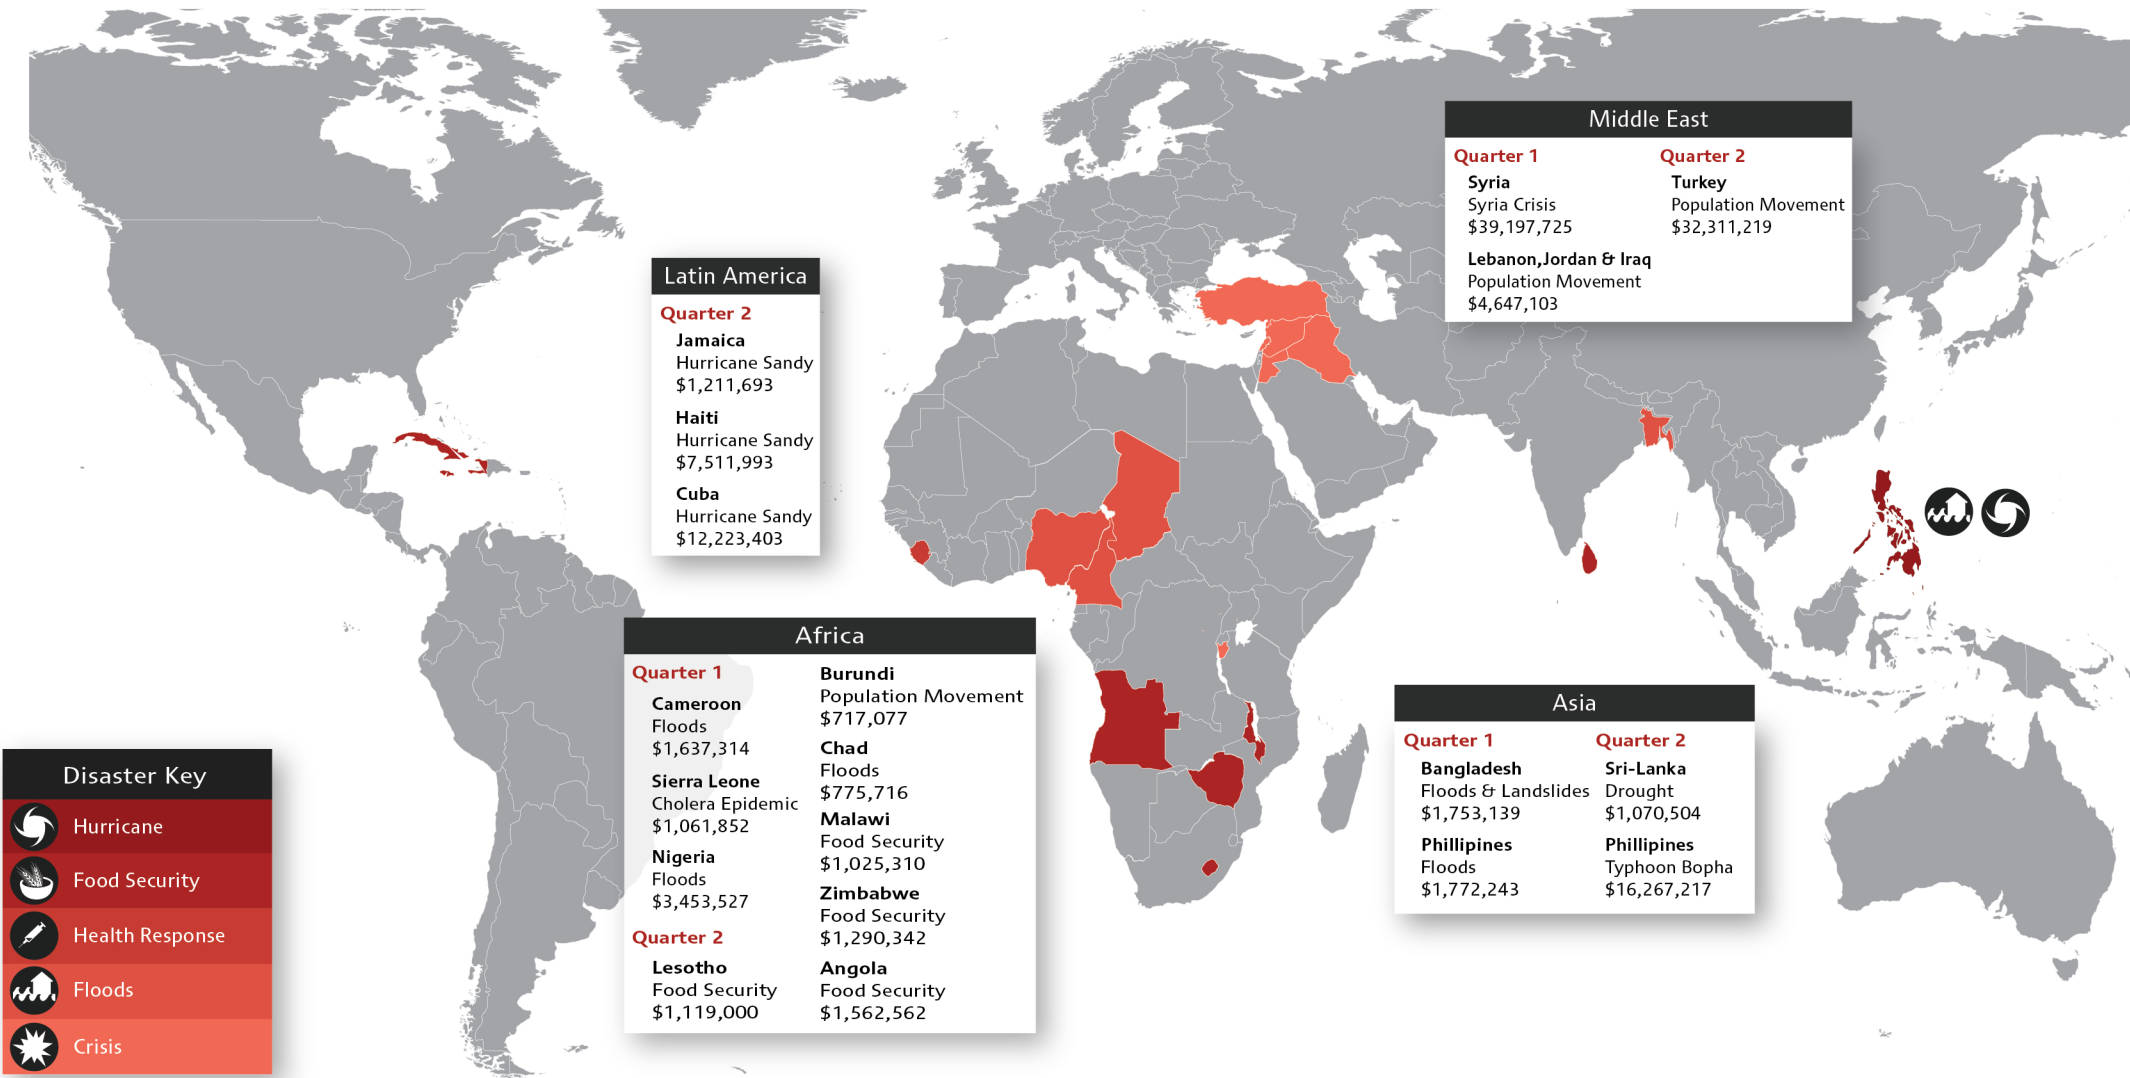 Middle East
Quarter 1
Syria
Syria Crisis
$39,197,725
Lebanon,Jordan & Iraq
Population Movement
$4,647,103
Quarter 2
Turkey
Population Movement
$32,311,219
Latin America
Quarter 2
Jamaica
Hurricane Sandy
$1,211,693
Haiti
Hurricane Sandy
$7,511,993
Cuba
Hurricane Sandy
$12,223,403
Africa
Quarter 1
Cameroon
Floods
$1,637,314
Sierra Leone
Cholera Epidemic
$1,061,852
Nigeria
Floods
$3,453,527
Quarter 2
Lesotho
Food Security
$1,119,000
Burundi
Population Movement
$717,077
Chad
Floods
$775,716
Malawi
Food Security
$1,025,310
Zimbabwe
Food Security
$1,290,342
Angola
Food Security
$1,562,562
Asia
Quarter 1
Bangladesh
Floods & Landslides
$1,753,139
Phillipines
Floods
$1,772,243
Quarter 2
Sri-Lanka
Drought
$1,070,504
Phillipines
Typhoon Bopha
$16,267,217
Disaster Key
Hurricane
Food Security
Health Response
Floods
Crisis